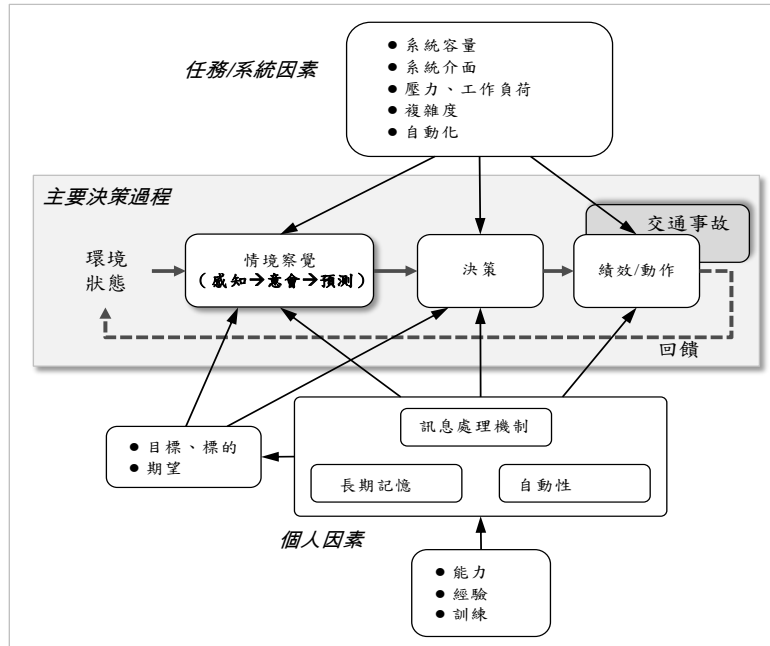 任務/系統因素
● 系統容量
● 系統介面
● 壓力、工作負荷
● 複雜度
● 自動化
主要決策過程
交通事故
環境
狀態
情境察覺
(感知→意會→預測)
決策
績效/動作
回饋
● 目標、標的
● 期望
訊息處理機制
長期記憶
自動性
個人因素
● 能力
● 經驗
● 訓練